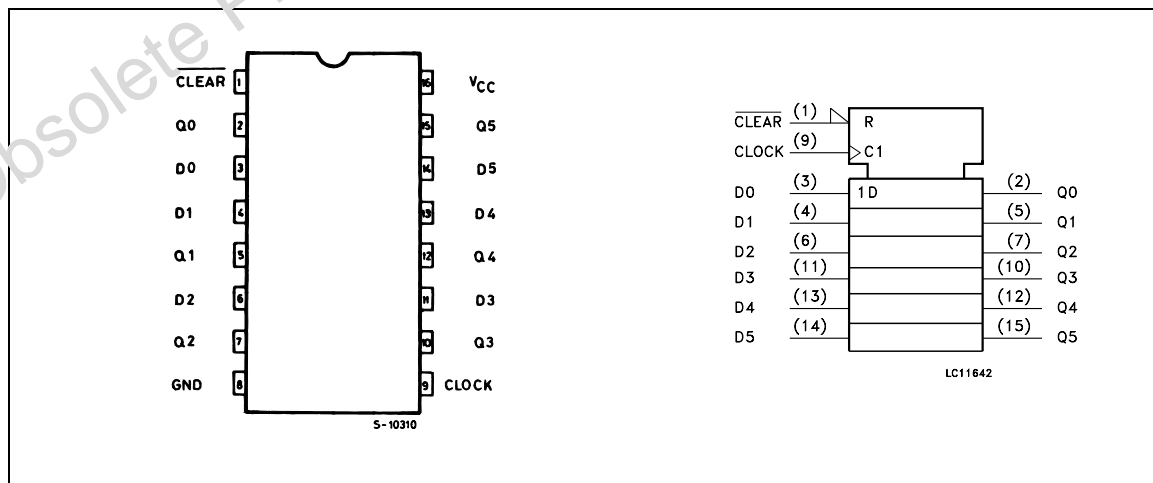 Obsolete P
CLEAR 1 16 VCC
Q0 2 15 Q5
D0 3 14 D5
D1 4 13 D4
Q1 5 12 Q4
D2 6 11 D3
Q2 7 10 Q3
GND 8 9 CLOCK
S-10310
CLEAR (1) R
CLOCK (9) C1
D0 (3) 1D (2) Q0
D1 (4) (5) Q1
D2 (6) (7) Q2
D3 (11) (10) Q3
D4 (13) (12) Q4
D5 (14) (15) Q5
LC11642